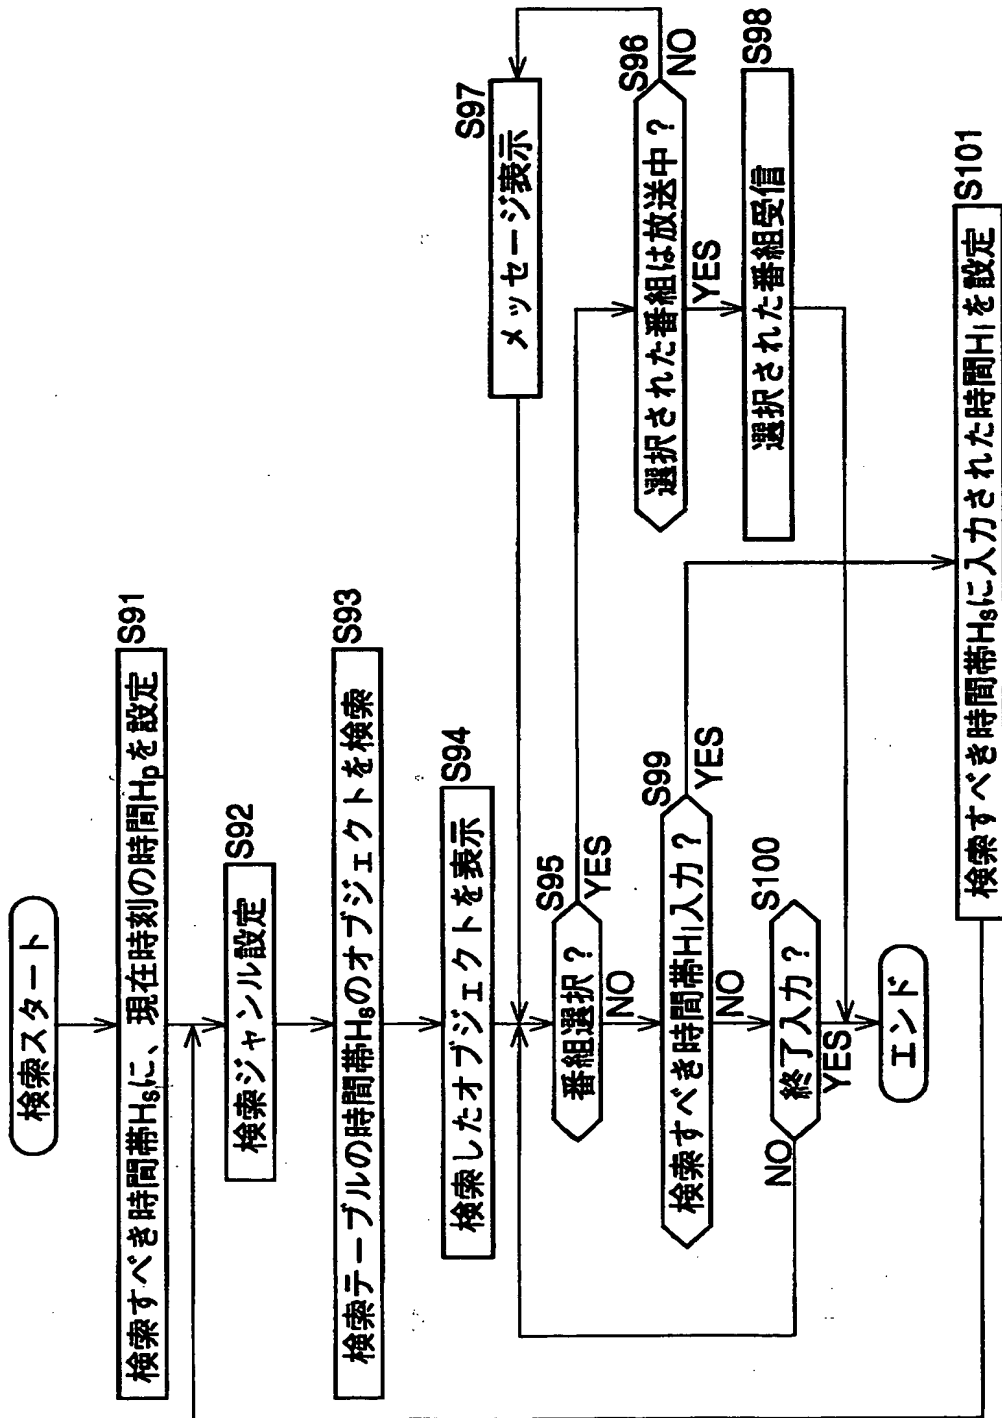 検索スタート
S91
検索すべき時間帯Hsに、現在時刻の時間Hpを設定
S92
検索ジャンル設定
S93
検索テーブルの時間帯Hsのオブジェクトを検索
S94
検索したオブジェクトを表示
S95
番組選択?
YES
NO
S96
選択された番組は放送中?
NO
YES
S97
メッセージ表示
S98
選択された番組受信
S99
検索すべき時間帯HI入力?
YES
NO
S100
終了入力?
NO
YES
S101
検索すべき時間帯Hsに入力された時間HIを設定
エンド